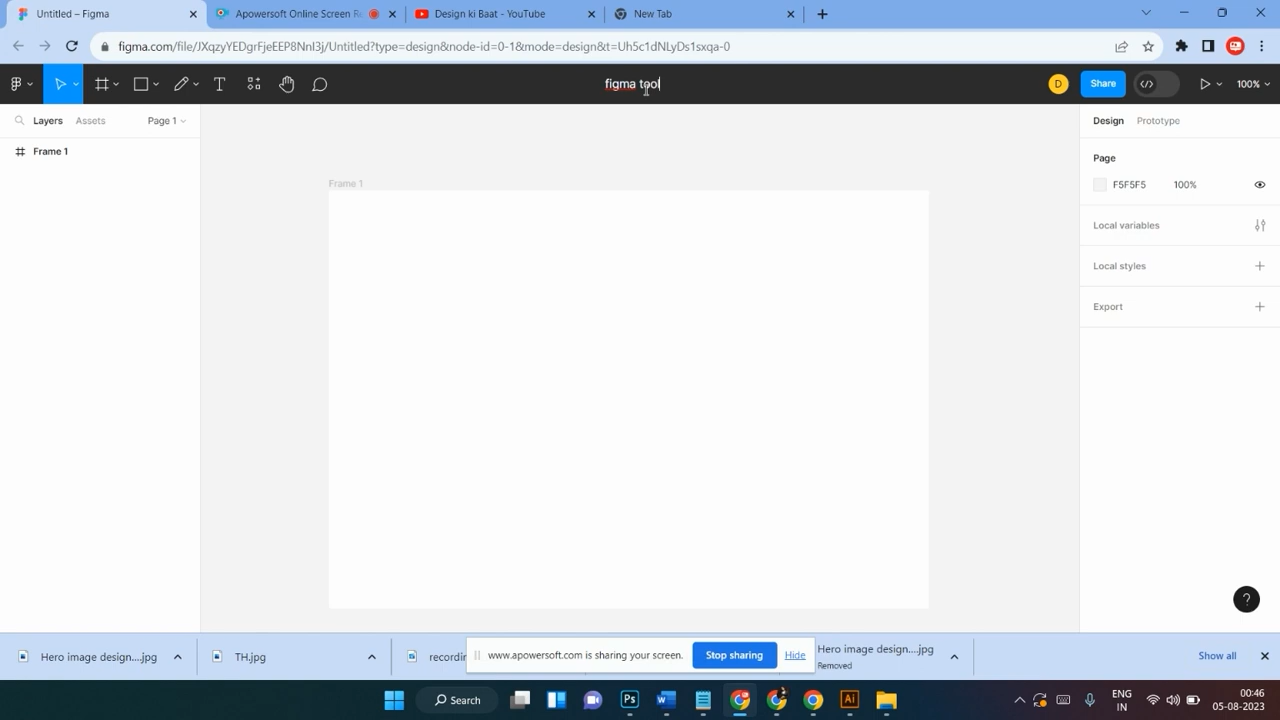 Untitled – Figma
Apowersoft Online Screen Re
Design ki Baat - YouTube
New Tab
figma.com/file/JXqzyYEDgrFjeEEP8NnI3j/Untitled?type=design&node-id=0-1&mode=design&t=Uh5c1dNLyDs1sxqa-0
T
figma tool
D
Share
100%
Layers
Assets
Page 1
Design
Prototype
Frame 1
Page
F5F5F5
100%
Local variables
Local styles
Export
Frame 1
?
Hero image design....jpg
TH.jpg
recordin
www.apowersoft.com is sharing your screen.
Stop sharing
Hide
Hero image design....jpg
Removed
Show all
Search
Ps
W
Ai
ENG
IN
00:46
05-08-2023